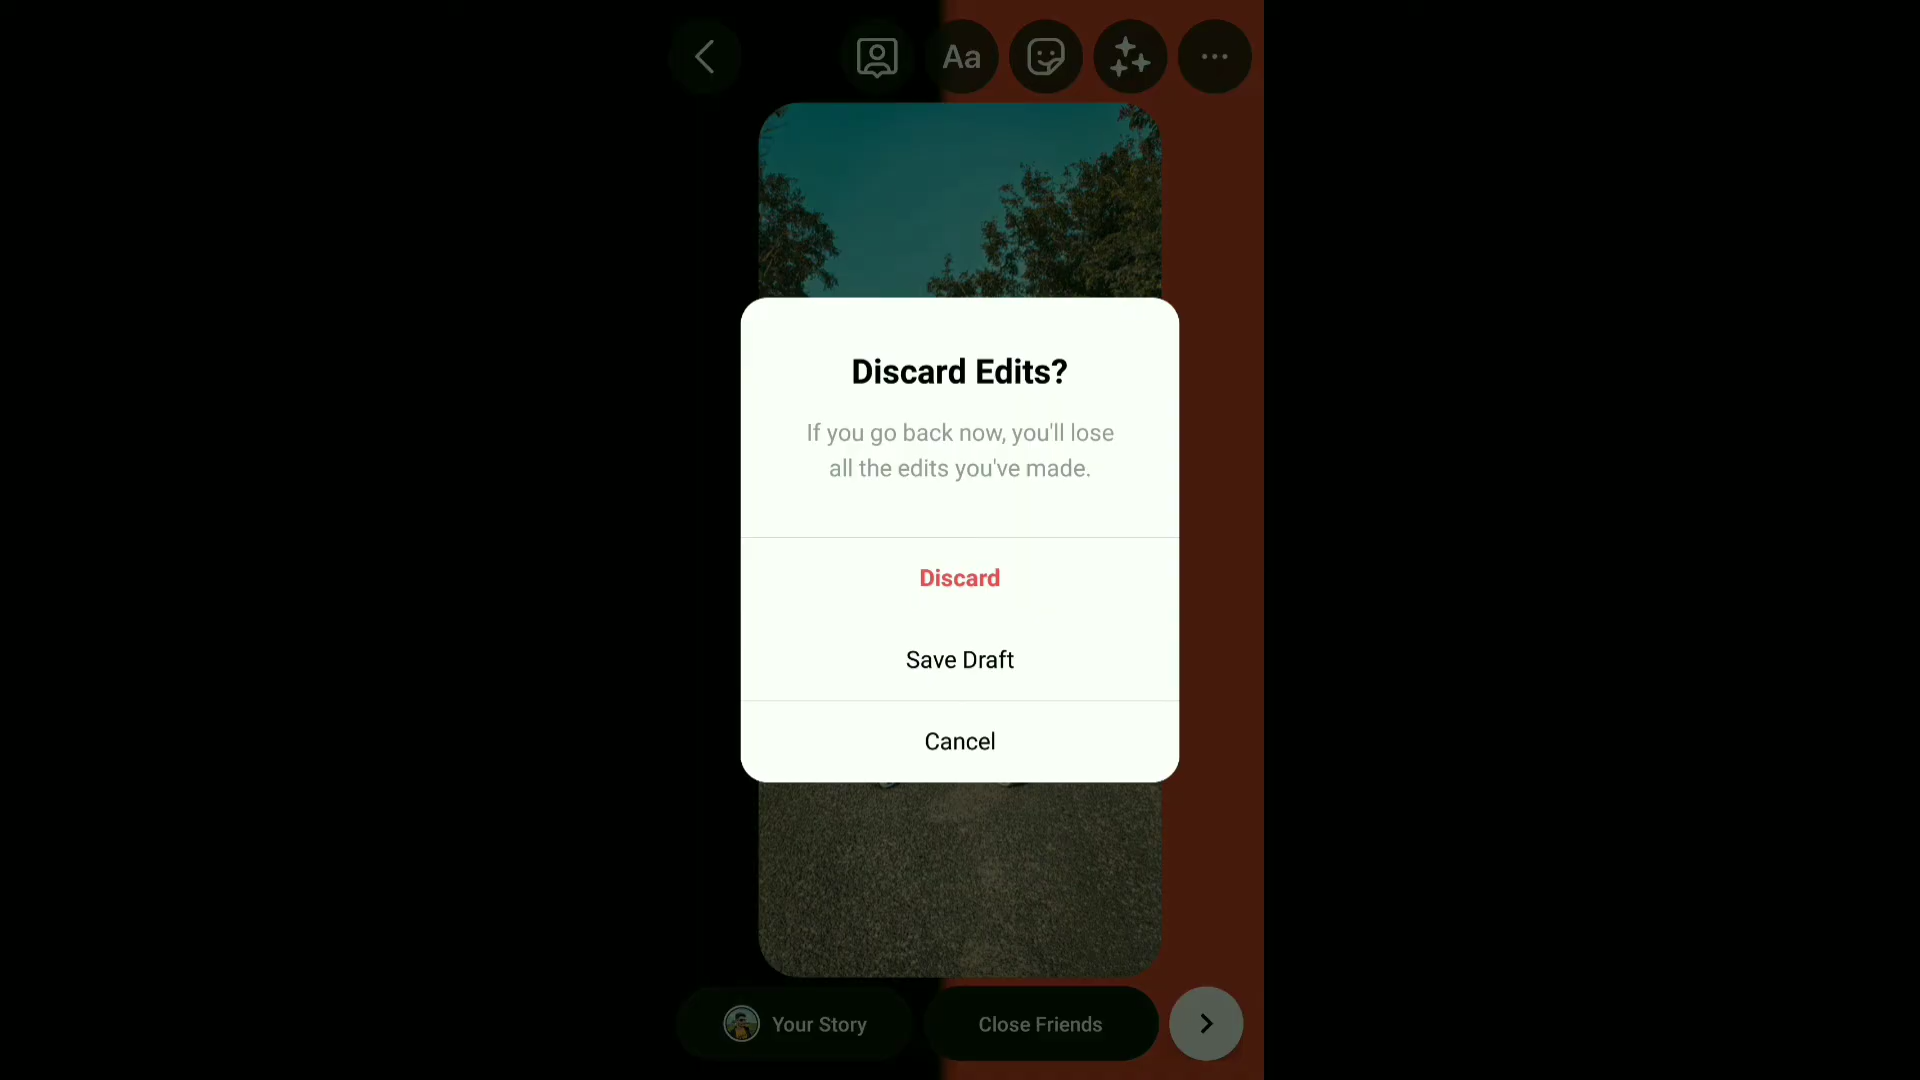 Aa
Discard Edits?
If you go back now, you'll lose
all the edits you've made.
Discard
Save Draft
Cancel
Your Story
Close Friends